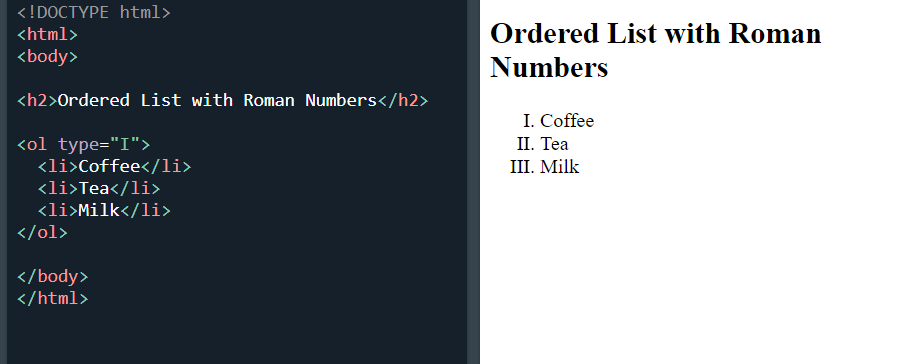 <!DOCTYPE html>
<html>
<body>
<h2>Ordered List with Roman Numbers</h2>
<ol type="I">
<li>Coffee</li>
<li>Tea</li>
<li>Milk</li>
</ol>
</body>
</html>
Ordered List with Roman
Numbers
I. Coffee
II. Tea
III. Milk